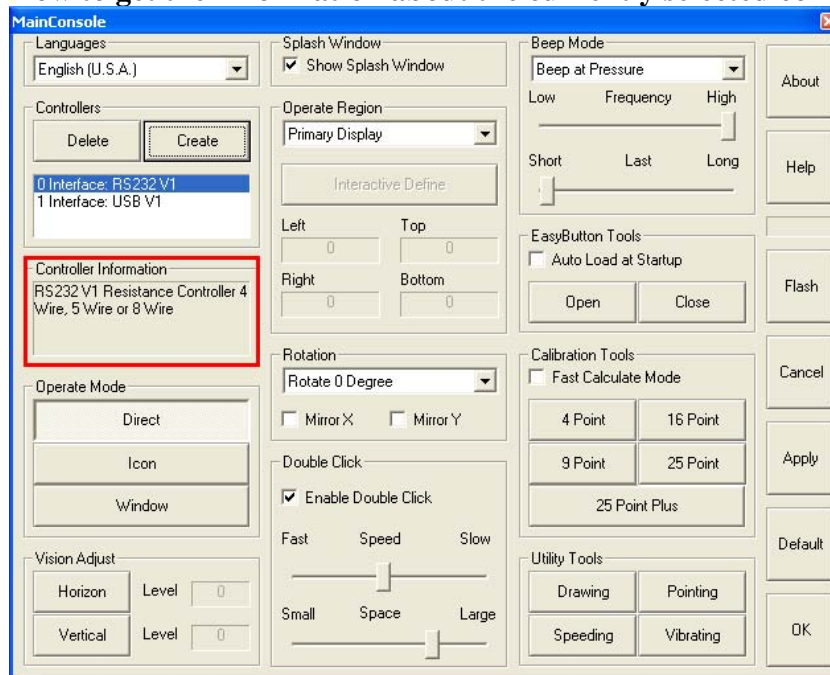 MainConsole
Languages
English (U.S.A.)
Controllers
Delete
Create
0 Interface: RS232 V1
1 Interface: USB V1
Controller Information
RS232 V1 Resistance Controller 4
Wire, 5 Wire or 8 Wire
Operate Mode
Direct
Icon
Window
Vision Adjust
Horizon
Level
0
Vertical
Level
0
Splash Window
Show Splash Window
Operate Region
Primary Display
Interactive Define
Left
Top
0
0
Right
Bottom
0
0
Rotation
Rotate 0 Degree
Mirror X
Mirror Y
Double Click
Enable Double Click
Fast
Speed
Slow
Small
Space
Large
Beep Mode
Beep at Pressure
Low
Frequency
High
Short
Last
Long
EasyButton Tools
Auto Load at Startup
Open
Close
Calibration Tools
Fast Calculate Mode
4 Point
16 Point
9 Point
25 Point
25 Point Plus
Utility Tools
Drawing
Pointing
Speeding
Vibrating
About
Help
Flash
Cancel
Apply
Default
OK